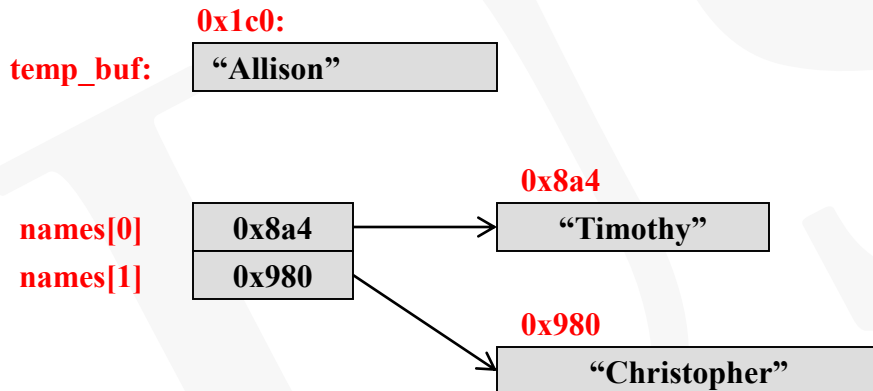 0x1c0:
temp_buf: “Allison”
0x8a4
names[0] 0x8a4 “Timothy”
names[1] 0x980
0x980
“Christopher”